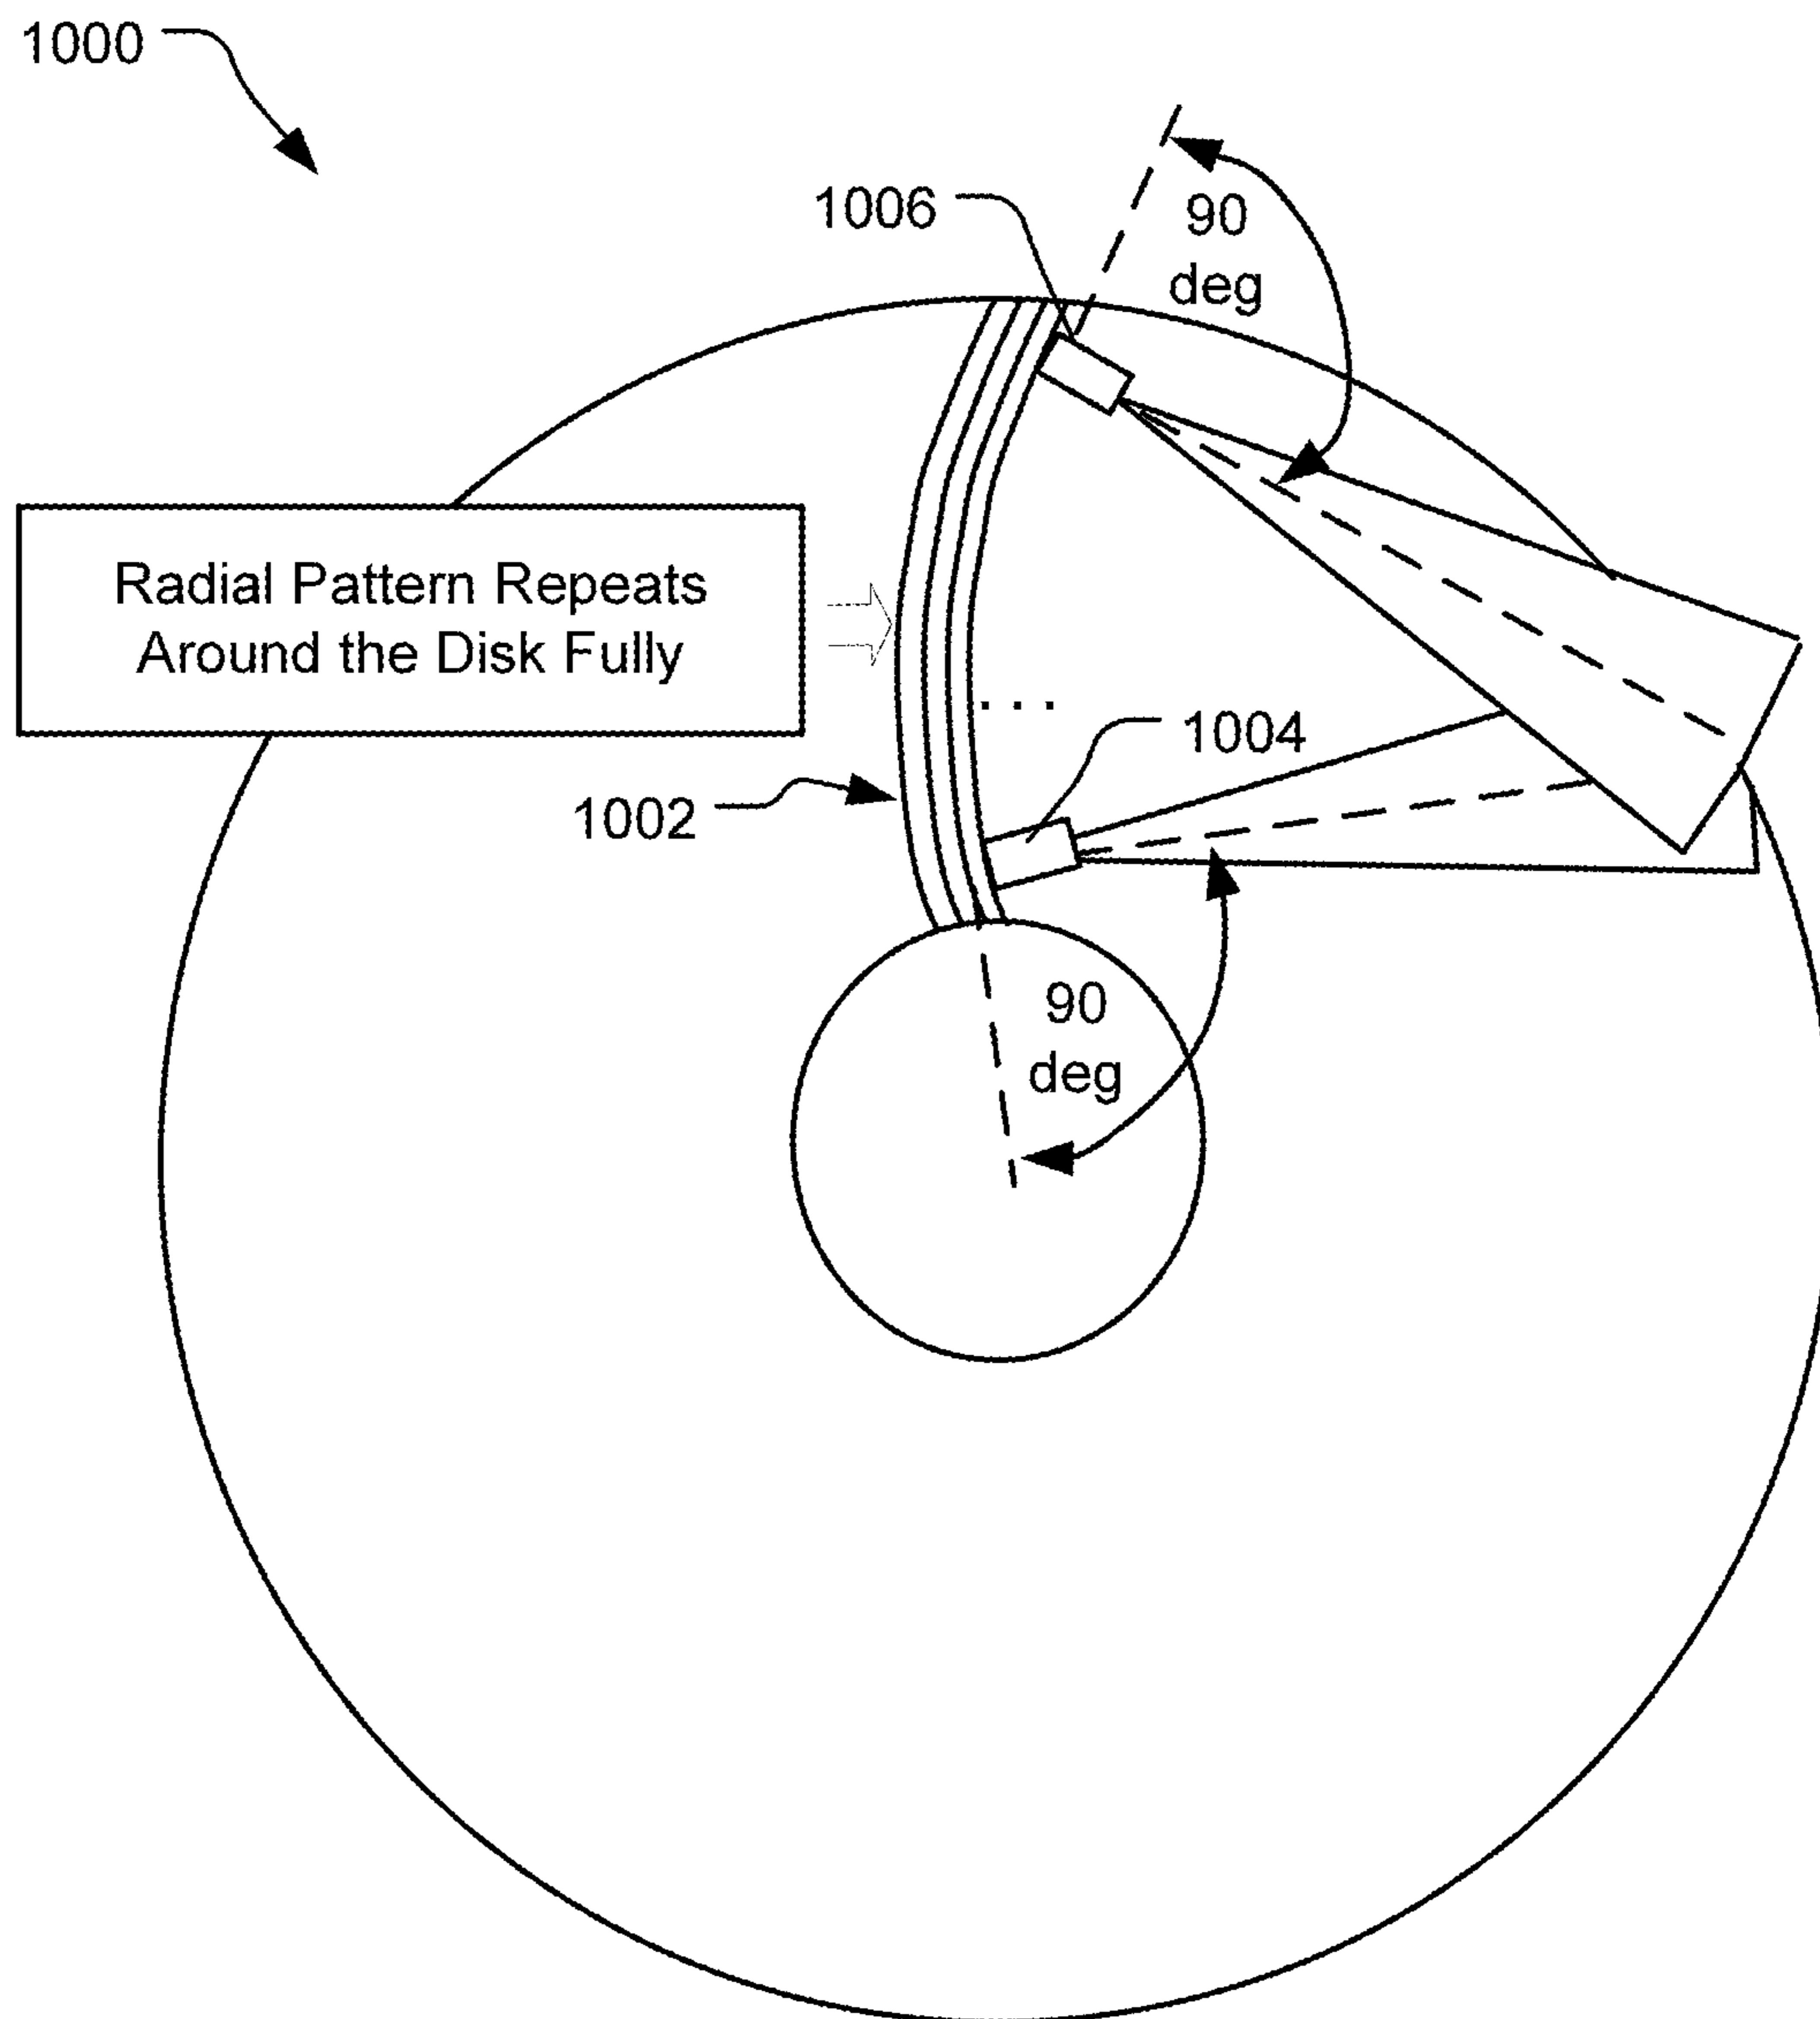 1000
1006
90
deg
Radial Pattern Repeats
Around the Disk Fully
. . .
1004
1002
90
deg